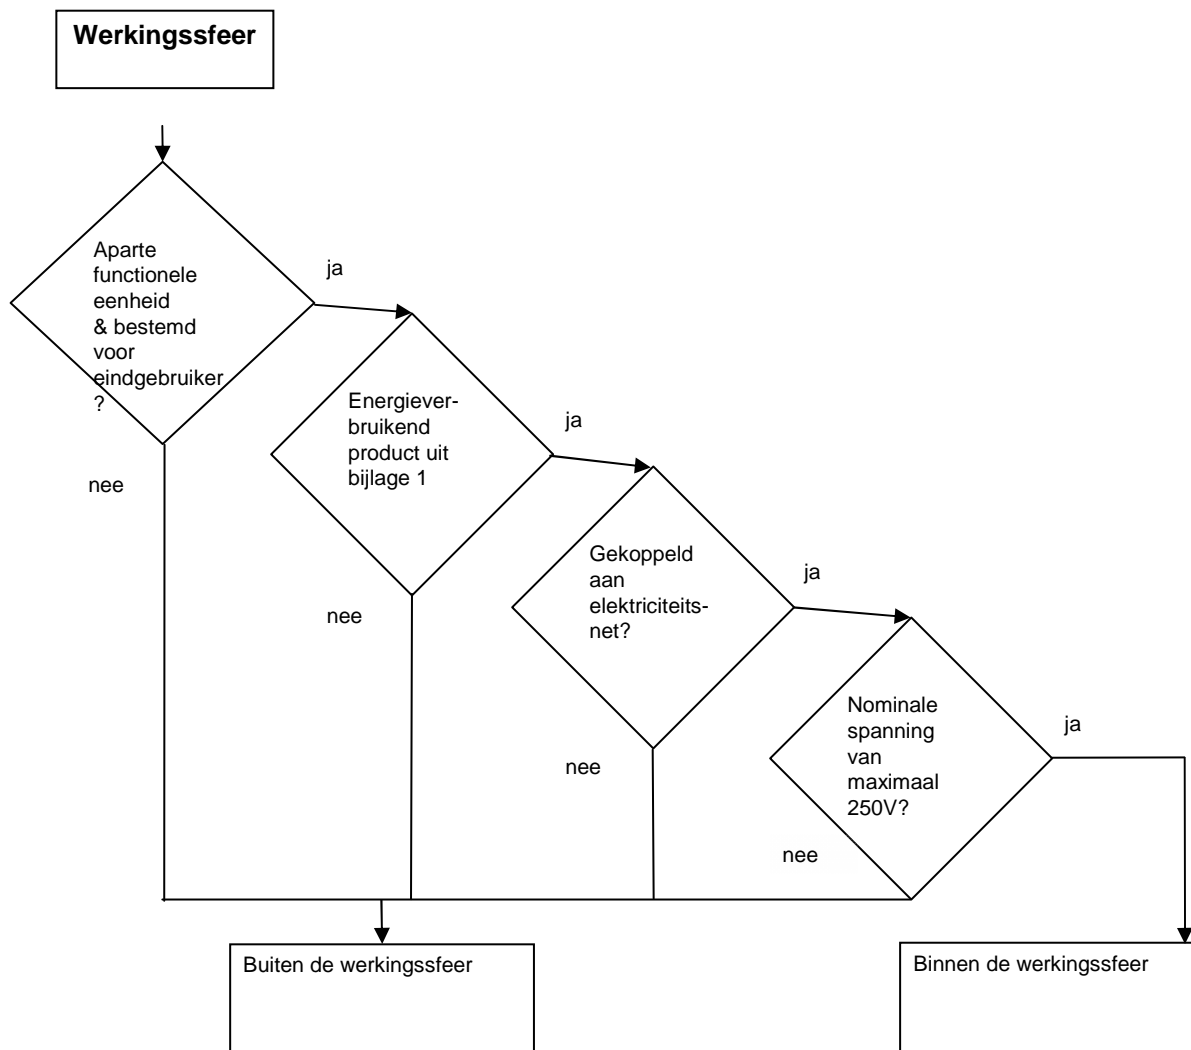 Werkingssfeer
Aparte
functionele
eenheid
& bestemd
voor
eindgebruiker
?
ja
nee
Energiever-
bruikend
product uit
bijlage 1
ja
nee
Gekoppeld
aan
elektriciteits-
net?
ja
nee
Nominale
spanning
van
maximaal
250V?
ja
nee
Buiten de werkingssfeer
Binnen de werkingssfeer